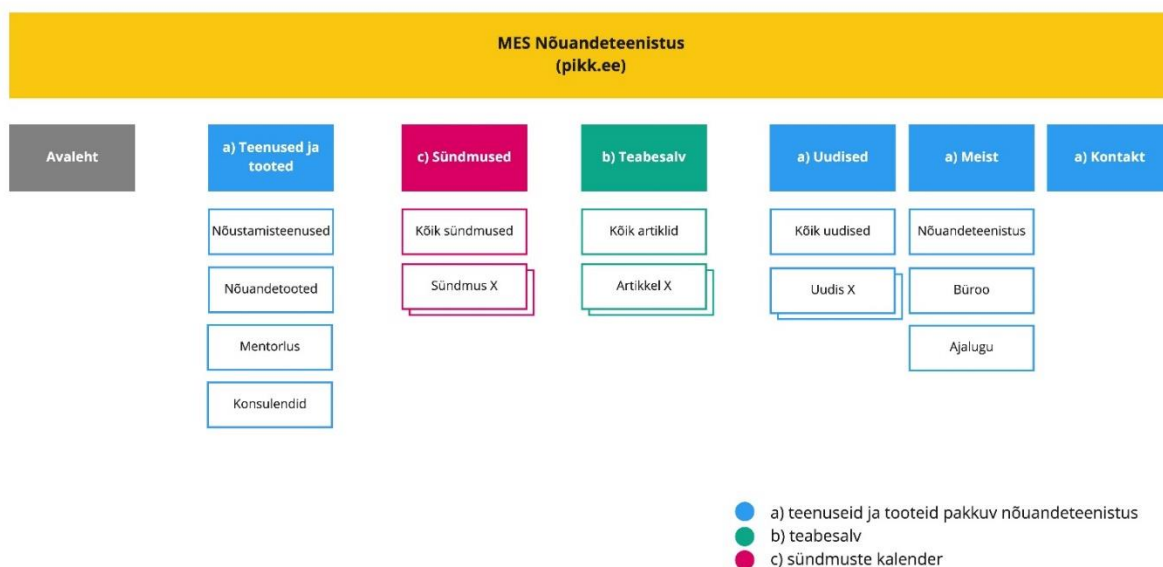 MES Nõuandeteenistus
(pikk.ee)
Avaleht
a) Teenused ja
tooted
c) Sündmused
b) Teabesalv
a) Uudised
a) Meist
a) Kontakt
Nõustamisteenused
Kõik sündmused
Kõik artiklid
Kõik uudised
Nõuandeteenistus
Nõuandetooted
Sündmus X
Artikkel X
Uudis X
Büroo
Mentorlus
Ajalugu
Konsulendid
a) teenuseid ja tooteid pakkuv nõuandeteenistus
b) teabesalv
c) sündmuste kalender